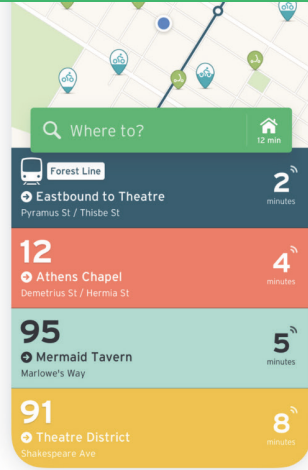 Where to?
12 min
Forest Line
Eastbound to Theatre
Pyramus St / Thisbe St
2
minutes
12
Athens Chapel
Demetrius St / Hermia St
4
minutes
95
Mermaid Tavern
Marlowe's Way
5
minutes
91
Theatre District
Shakespeare Ave
8
minutes